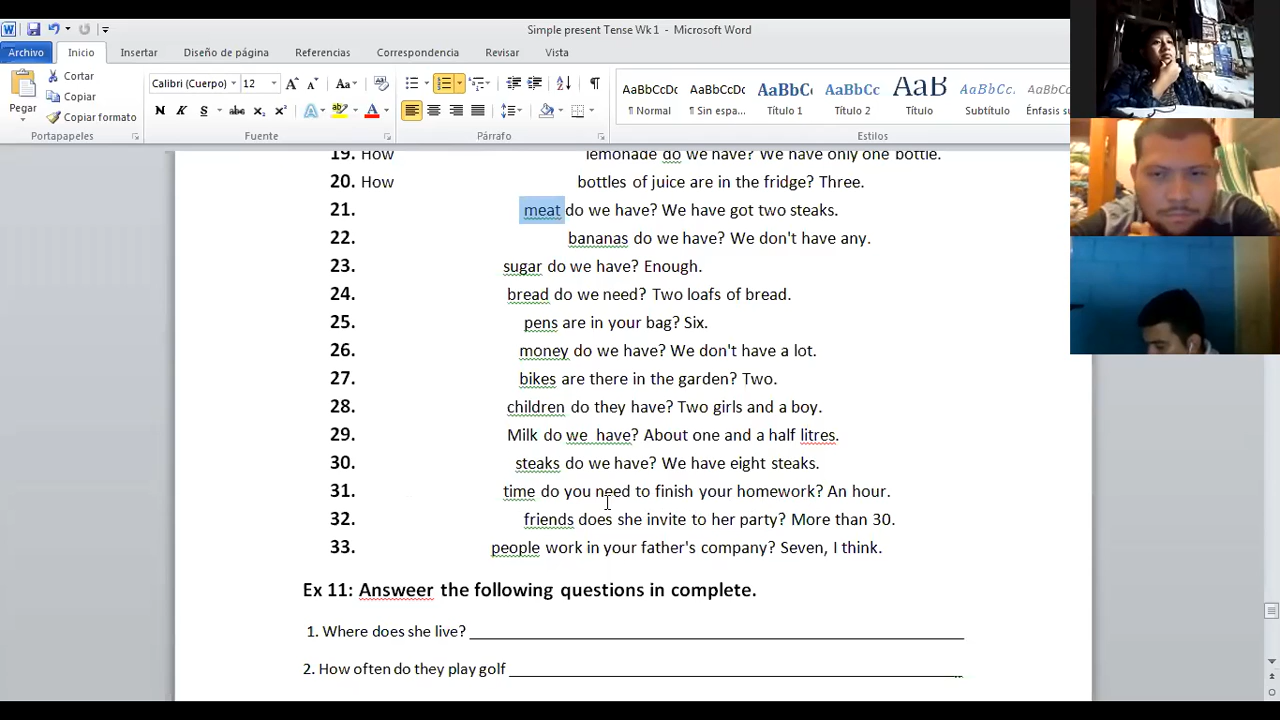 Simple present Tense Wk 1 - Microsoft Word
Archivo Inicio Insertar Diseño de página Referencias Correspondencia Revisar Vista
Pegar
Cortar
Copiar
Copiar formato
Portapapeles
Calibri (Cuerpo) 12
N K S abc x₂ x²
Fuente
Párrafo
AaBbCcDc AaBbCcDc AaBbC AaBbCc AaB AaBbCc. AaBbCcDc
¶ Normal ¶ Sin espa... Título 1 Título 2 Título Subtítulo Énfasis su
Estilos
19. How lemonade do we have? We have only one bottle.
20. How bottles of juice are in the fridge? Three.
21. meat do we have? We have got two steaks.
22. bananas do we have? We don't have any.
23. sugar do we have? Enough.
24. bread do we need? Two loafs of bread.
25. pens are in your bag? Six.
26. money do we have? We don't have a lot.
27. bikes are there in the garden? Two.
28. children do they have? Two girls and a boy.
29. Milk do we have? About one and a half litres.
30. steaks do we have? We have eight steaks.
31. time do you need to finish your homework? An hour.
32. friends does she invite to her party? More than 30.
33. people work in your father's company? Seven, I think.
Ex 11: Answeer the following questions in complete.
1. Where does she live? ____________________
2. How often do they play golf ____________________